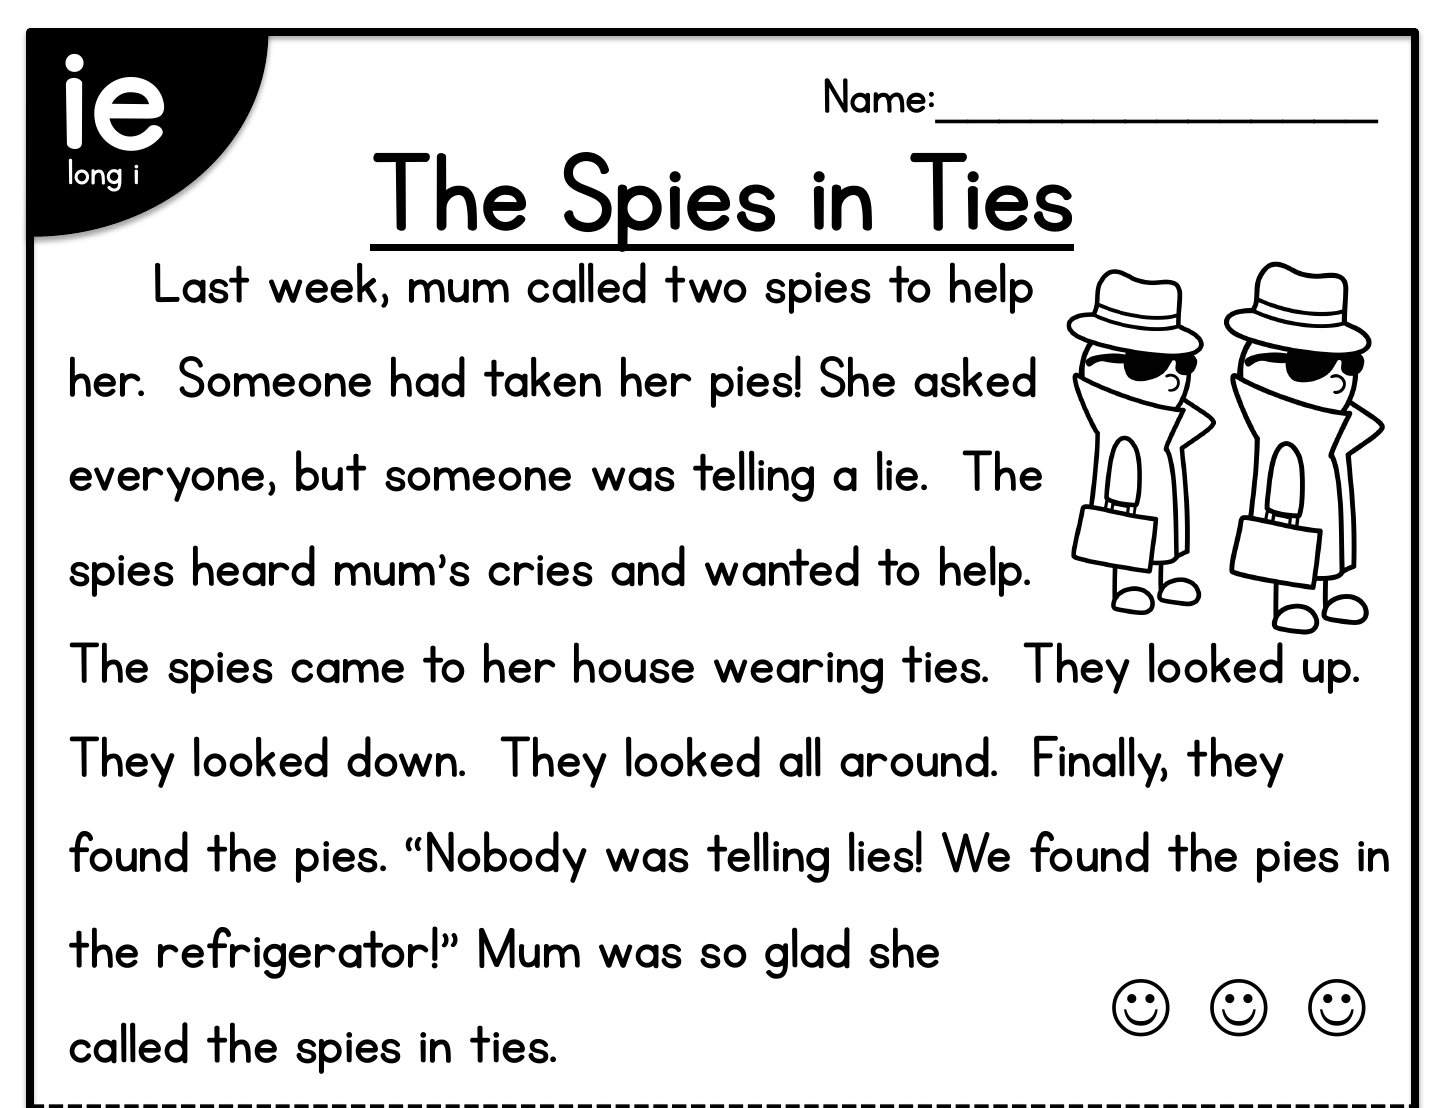 ie
long i
Name:
The Spies in Ties
Last week, mum called two spies to help
her. Someone had taken her pies! She asked
everyone, but someone was telling a lie. The
spies heard mum's cries and wanted to help.
The spies came to her house wearing ties. They looked up.
They looked down. They looked all around. Finally, they
found the pies. “Nobody was telling lies! We found the pies in
the refrigerator!” Mum was so glad she
called the spies in ties.